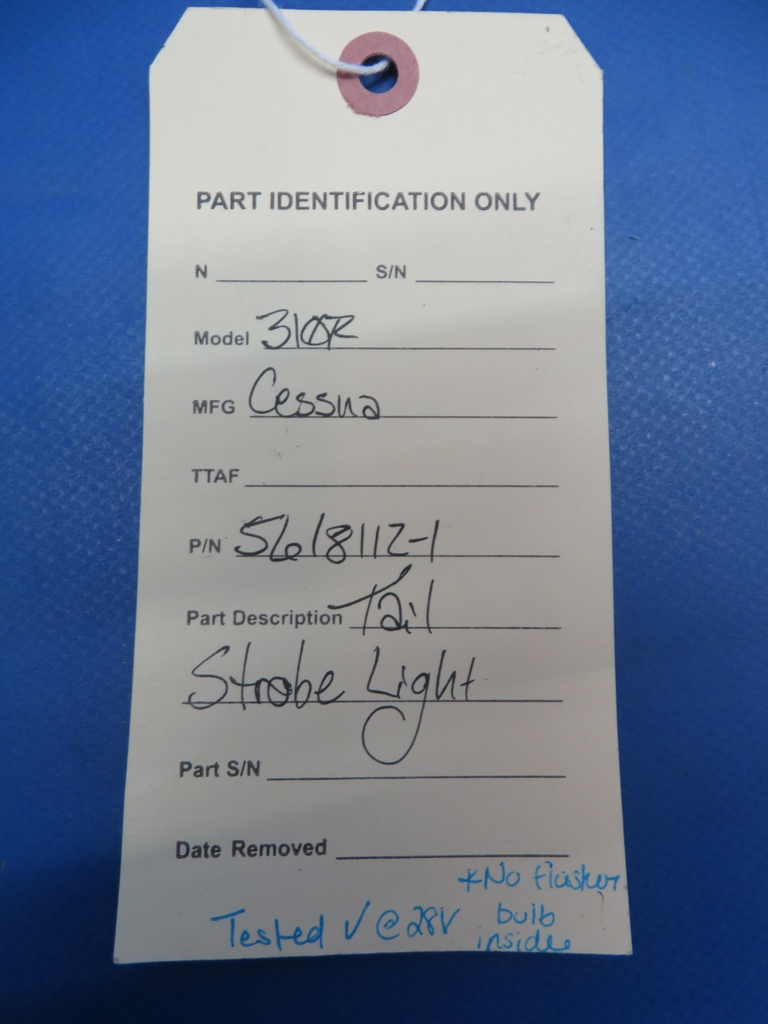 PART IDENTIFICATION ONLY
N S/N
Model 310R
MFG Cessna
TTAF
P/N 5618112-1
Part Description Tail
Strobe Light
Part S/N
Date Removed
*No flasher
Tested √ @ 28V bulb
inside